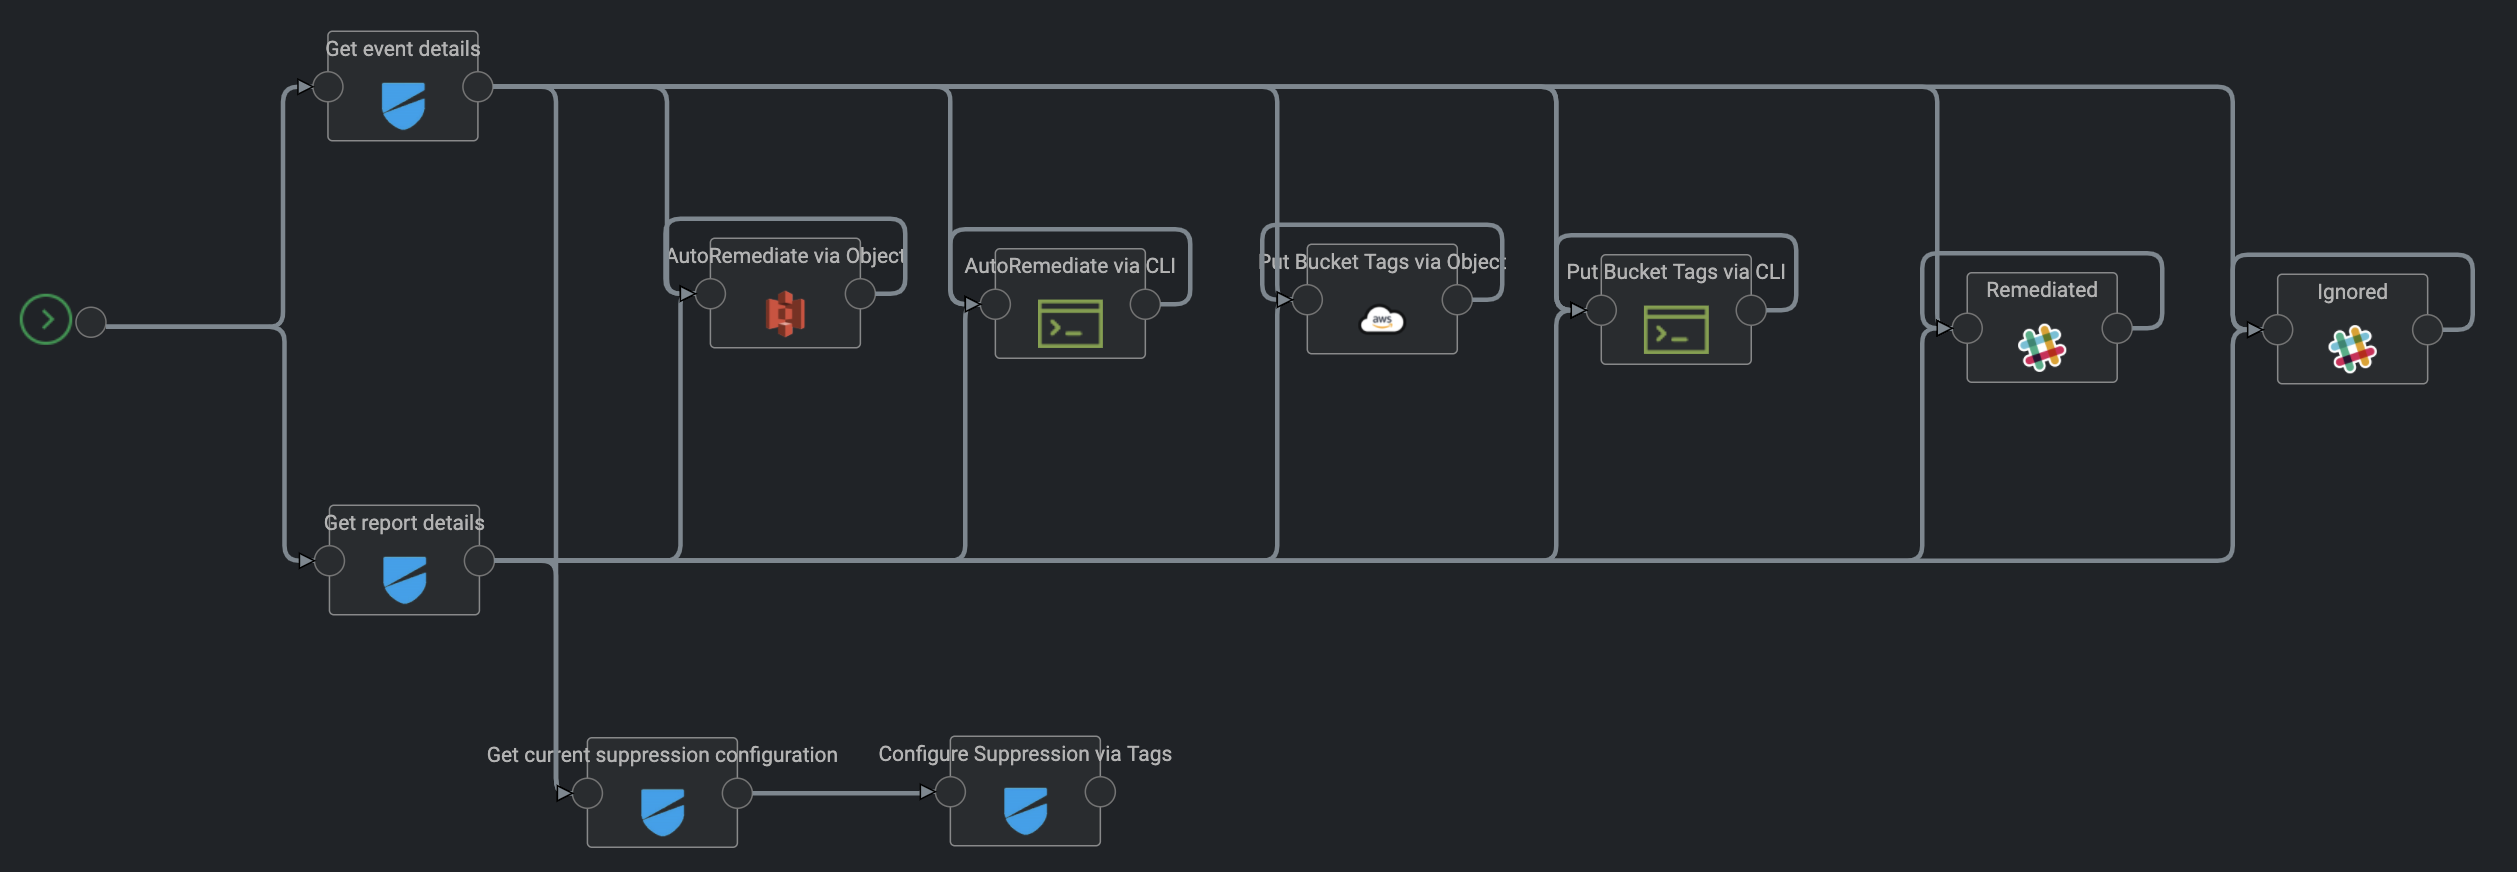 Get event details
AutoRemediate via Object
AutoRemediate via CLI
Put Bucket Tags via Object
aws
Put Bucket Tags via CLI
Remediated
Ignored
Get report details
Get current suppression configuration
Configure Suppression via Tags